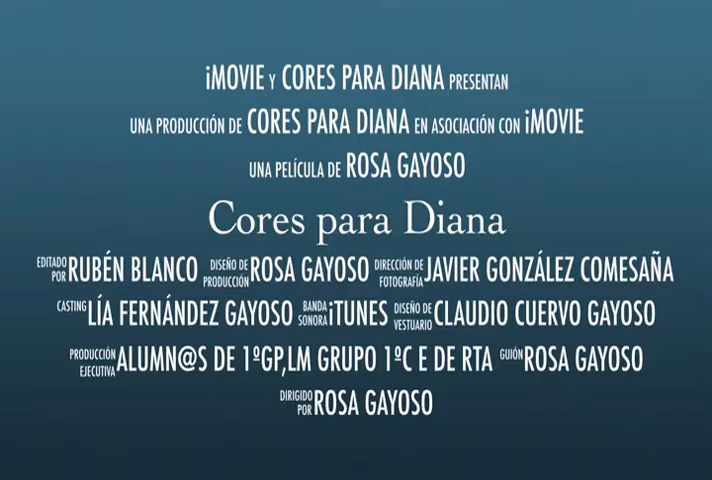 iMOVIE Y CORES PARA DIANA PRESENTAN
UNA PRODUCCIÓN DE CORES PARA DIANA EN ASOCIACIÓN CON iMOVIE
UNA PELÍCULA DE ROSA GAYOSO
Cores para Diana
EDITADO POR RUBÉN BLANCO DISEÑO DE PRODUCCIÓN ROSA GAYOSO DIRECCIÓN DE FOTOGRAFÍA JAVIER GONZÁLEZ COMESAÑA
CASTING LÍA FERNÁNDEZ GAYOSO BANDA SONORA iTUNES DISEÑO DE VESTUARIO CLAUDIO CUERVO GAYOSO
PRODUCCIÓN EJECUTIVA ALUMN@S DE 1ºGP,LM GRUPO 1ºC E DE RTA GUIÓN ROSA GAYOSO
DIRIGIDO POR ROSA GAYOSO